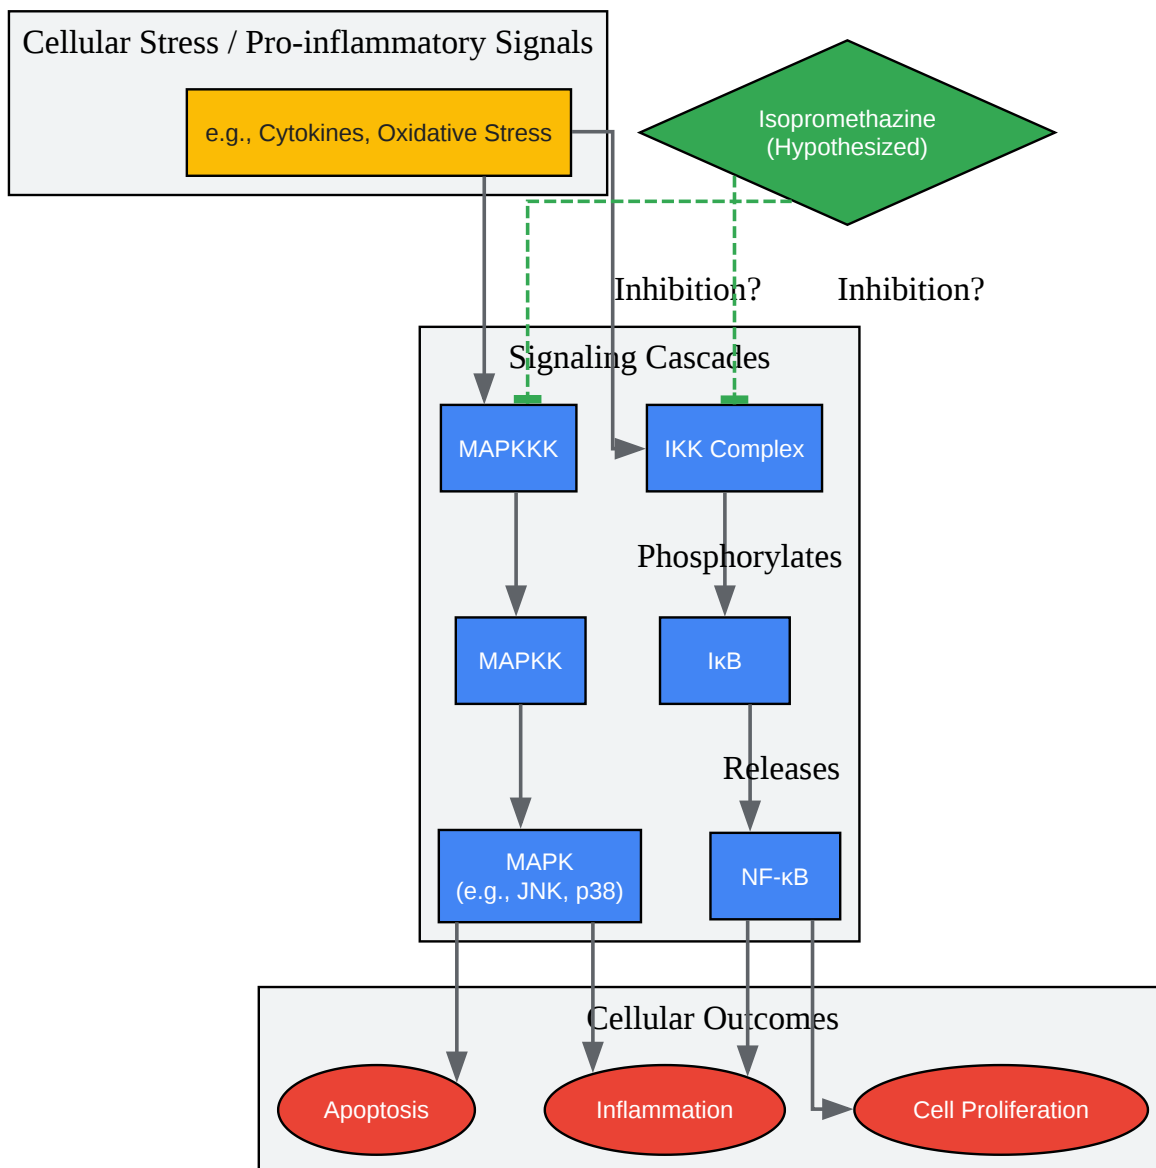 Cellular Stress / Pro-inflammatory Signals
e.g., Cytokines, Oxidative Stress
Isopromethazine
(Hypothesized)
Inhibition?
Inhibition?
Signaling Cascades
MAPKKK
IKK Complex
Phosphorylates
MAPKK
IκB
Releases
MAPK
(e.g., JNK, p38)
NF-κB
Cellular Outcomes
Apoptosis
Inflammation
Cell Proliferation